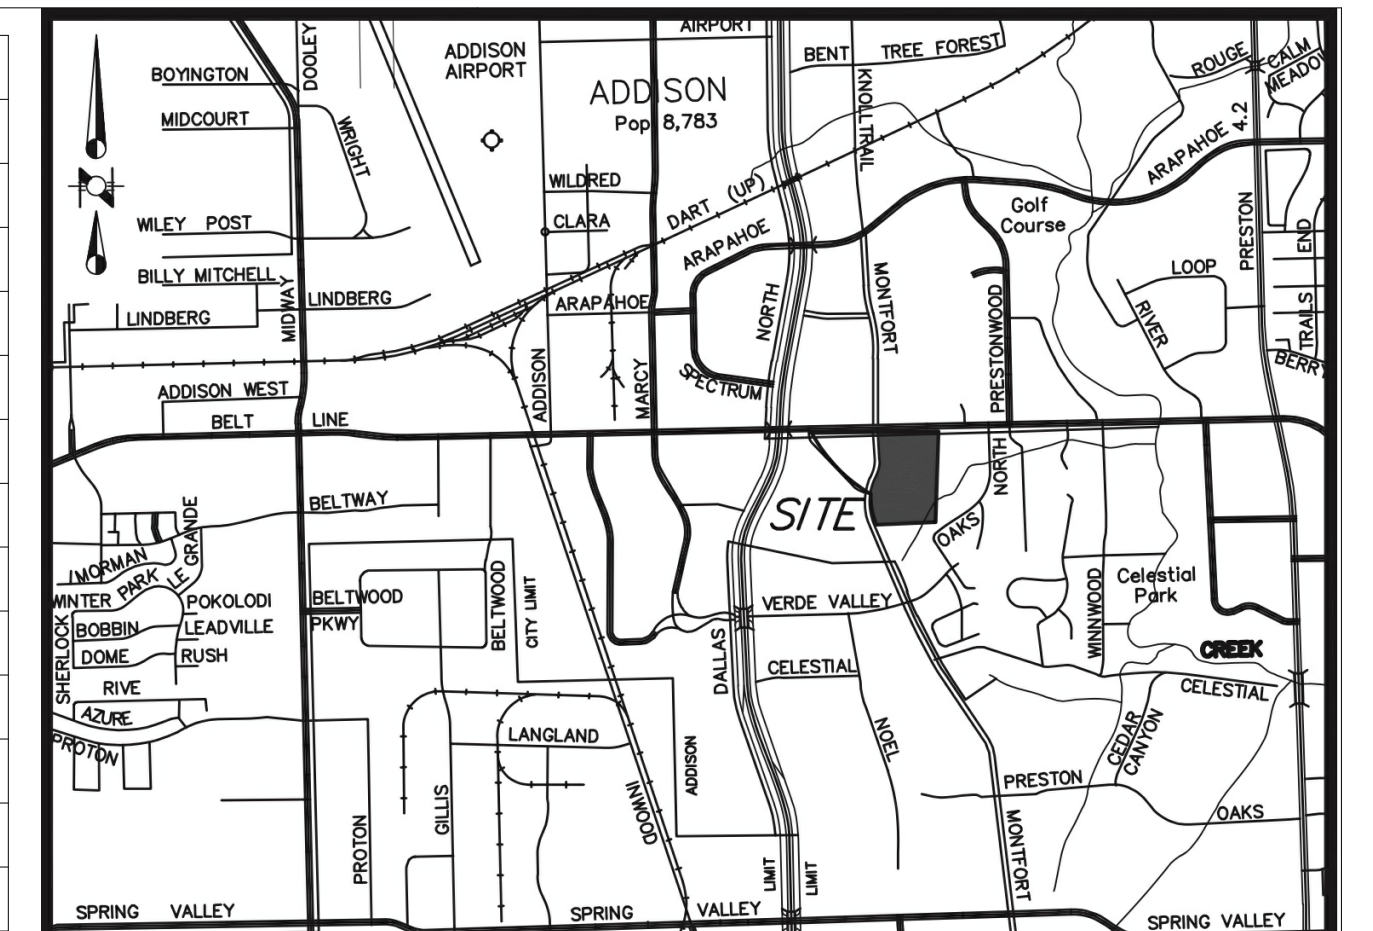 AIRPORT
DOOLEY
ADDISON
AIRPORT
BENT TREE FOREST
ROUGE
CALM
BOYINGTON
ADDISON
Pop 8,783
KNOLL TRAIL
4.2
MIDCOURT
WRIGHT
ARAPAHOE
WILDRED
DART (UP)
Golf
Course
PRESTON
END
WILEY POST
CLARA
ARAPAHOE
BILLY MITCHELL
LINDBERG
LINDBERG
MIDWAY
ARAPAHOE
NORTH
MONTFORT
PRESTONWOOD
LOOP
RIVER
TRAILS
BERRY
ADDISON WEST
BELT LINE
ADDISON
MARCY
SPECTRUM
NORTH
SITE
OAKS
BELTWAY
LE GRANDE
MORMAN
PARK
WINTER
POKOLODI
BOBBIN
LEADVILLE
DOME
RUSH
SHERLOCK
RIVE
AZURE
PROTON
BELTWOOD
PKWY
BELTWOOD
CITY LIMIT
VERDE VALLEY
DALLAS
CELESTIAL
WINNWOOD
Celestial
Park
CREEK
CELESTIAL
LANGLAND
ADDISON
NOEL
CEDAR
CANYON
PRESTON
OAKS
PROTON
GILLIS
INWOOD
LIMIT
LIMIT
MONTFORT
SPRING VALLEY
SPRING VALLEY
SPRING VALLEY